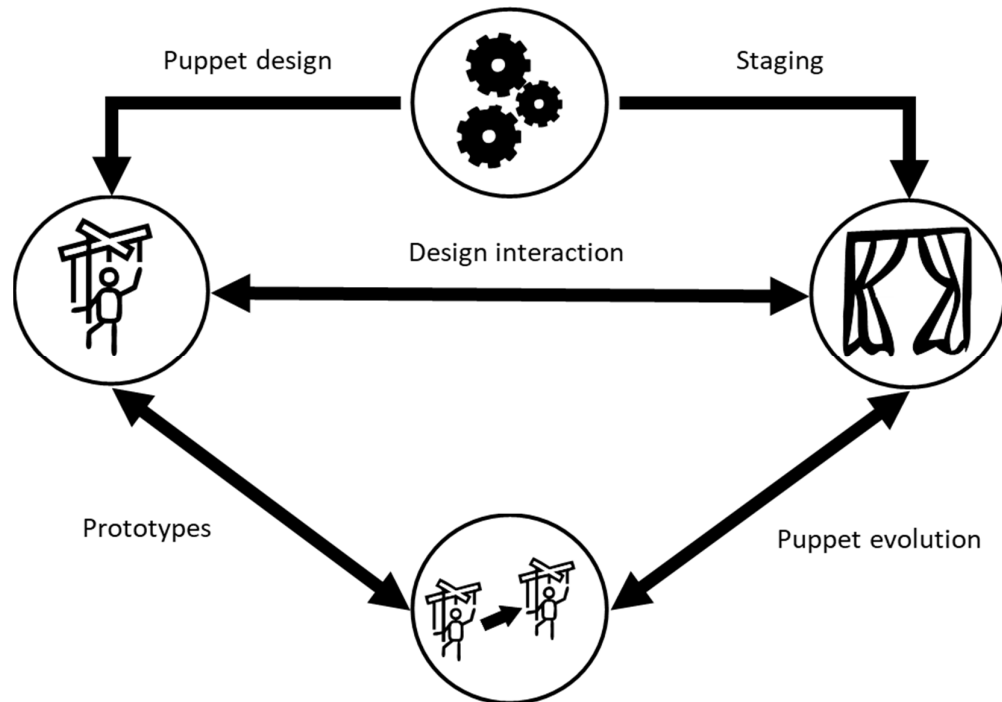 Puppet design
Staging
Design interaction
Prototypes
Puppet evolution